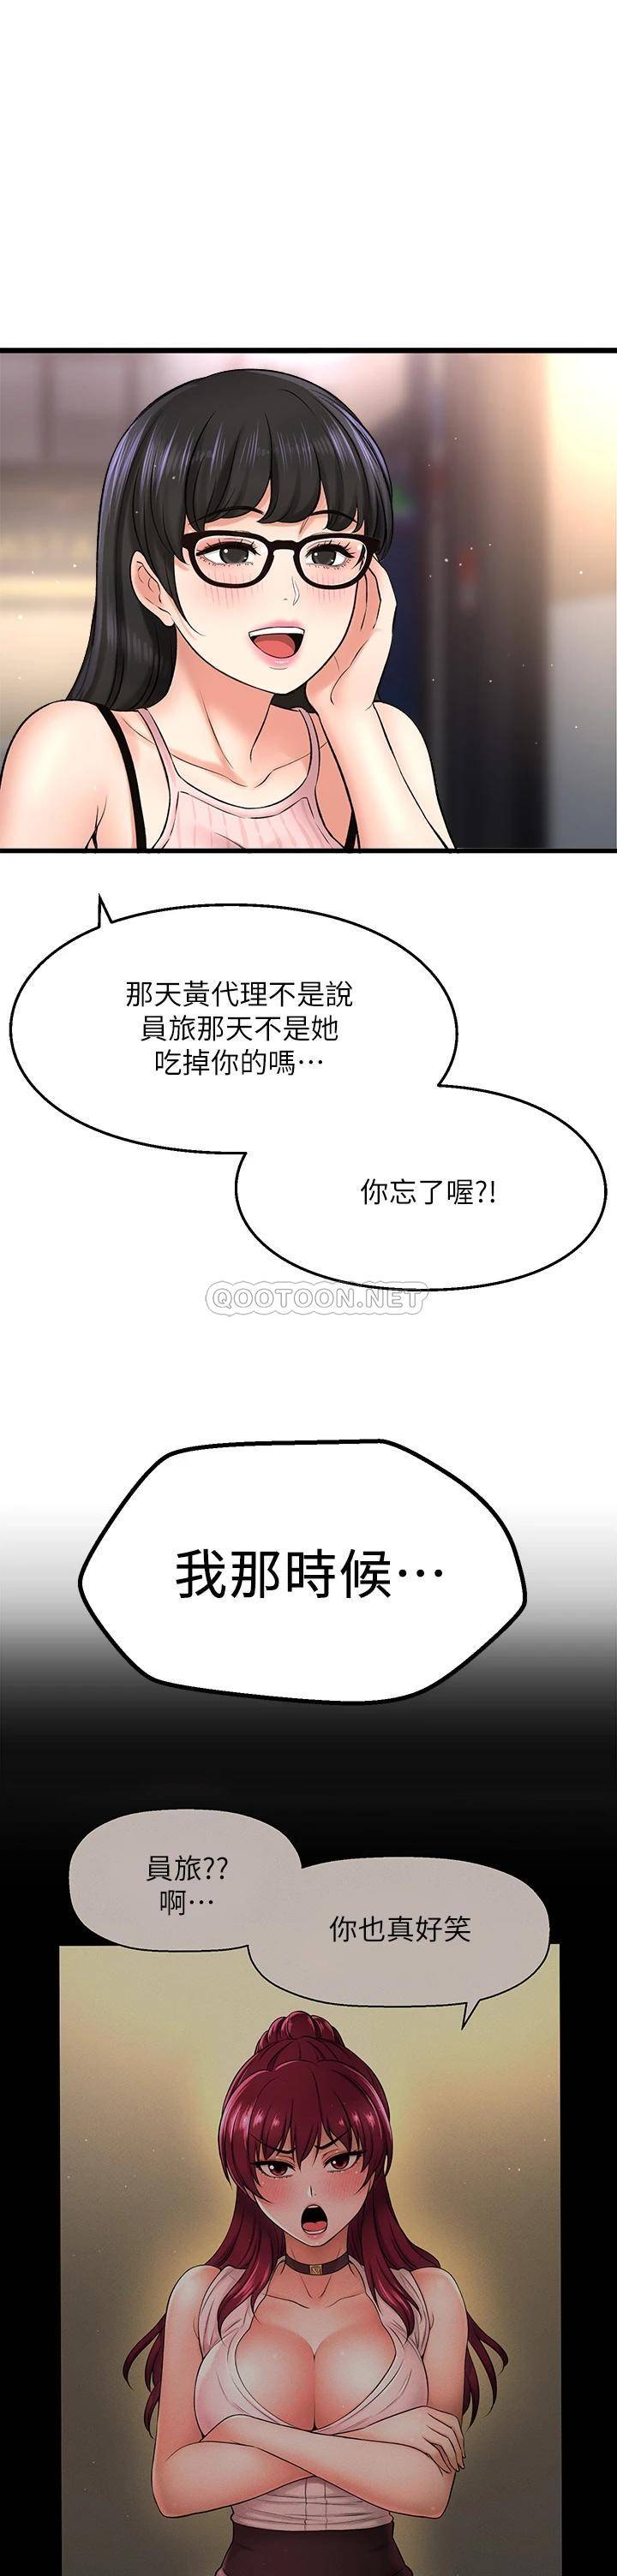 那天黃代理不是說
員旅那天不是她
吃掉你的嗎⋯
你忘了喔?!
QOOTOON.NET
我那時候⋯
員旅??
啊⋯
你也真好笑